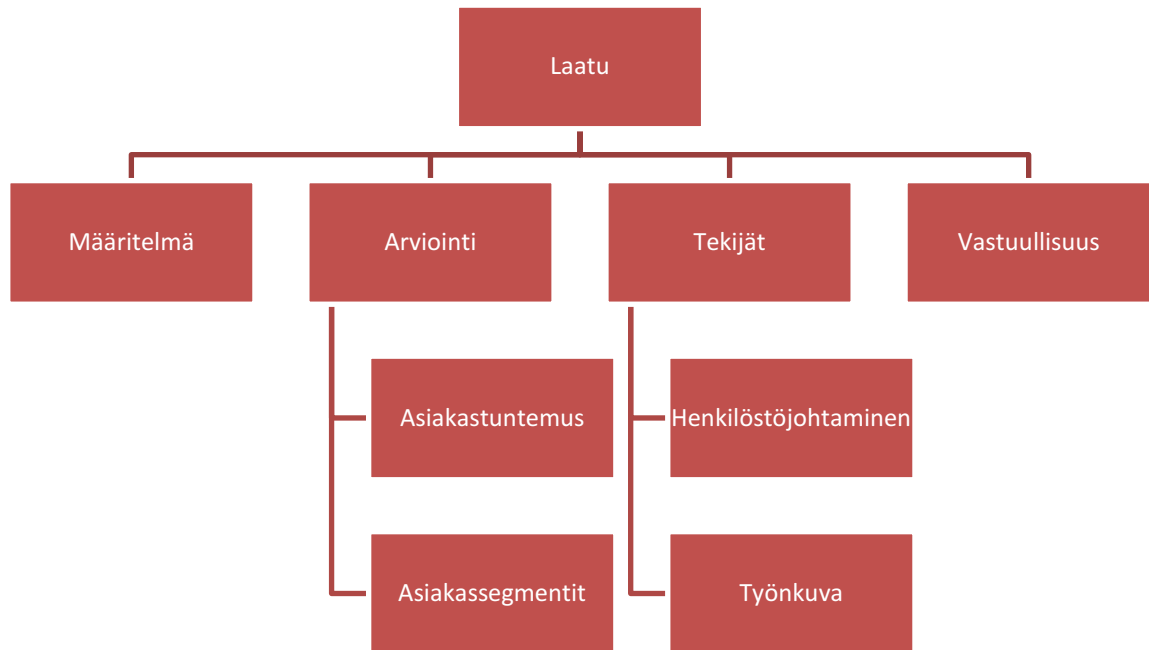 Laatu
Määritelmä
Arviointi
Tekijät
Vastuullisuus
Asiakastuntemus
Henkilöstöjohtaminen
Asiakassegmentit
Työnkuva